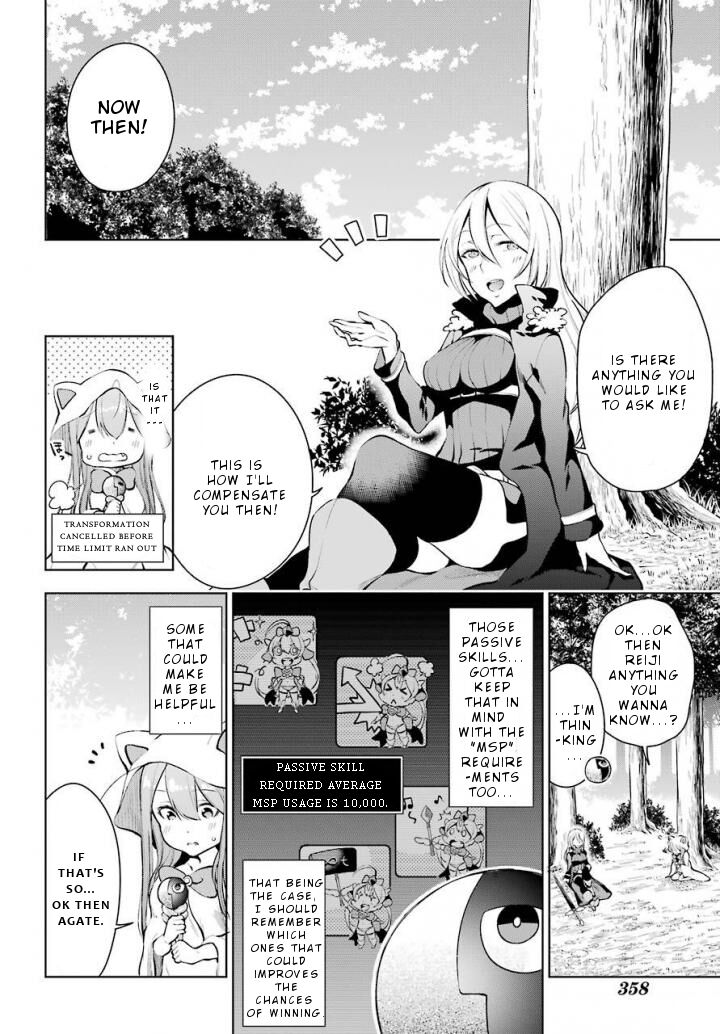 NOW
THEN!
IS THERE
ANYTHING YOU
WOULD LIKE
TO ASK ME!
THIS IS
HOW I'LL
COMPENSATE
YOU THEN!
IS
THAT
IT
---
TRANSFORMATION
CANCELLED BEFORE
TIME LIMIT RAN OUT
OK...OK
THEN
REIJI
ANYTHING
YOU
WANNA
KNOW...?
...I'M
THIN
-KING
...
THOSE
PASSIVE
SKILLS...
GOTTA
KEEP
THAT IN
MIND
WITH THE
"MSP"
REQUIRE
-MENTS
TOO...
PASSIVE SKILL
REQUIRED AVERAGE
MSP USAGE IS 10,000.
THAT BEING
THE CASE,
I SHOULD
REMEMBER
WHICH
ONES THAT
COULD
IMPROVES
THE
CHANCES
OF WINNING.
SOME
THAT
COULD
MAKE
ME BE
HELPFUL
...
IF
THAT'S
SO...
OK THEN
AGATE.
358